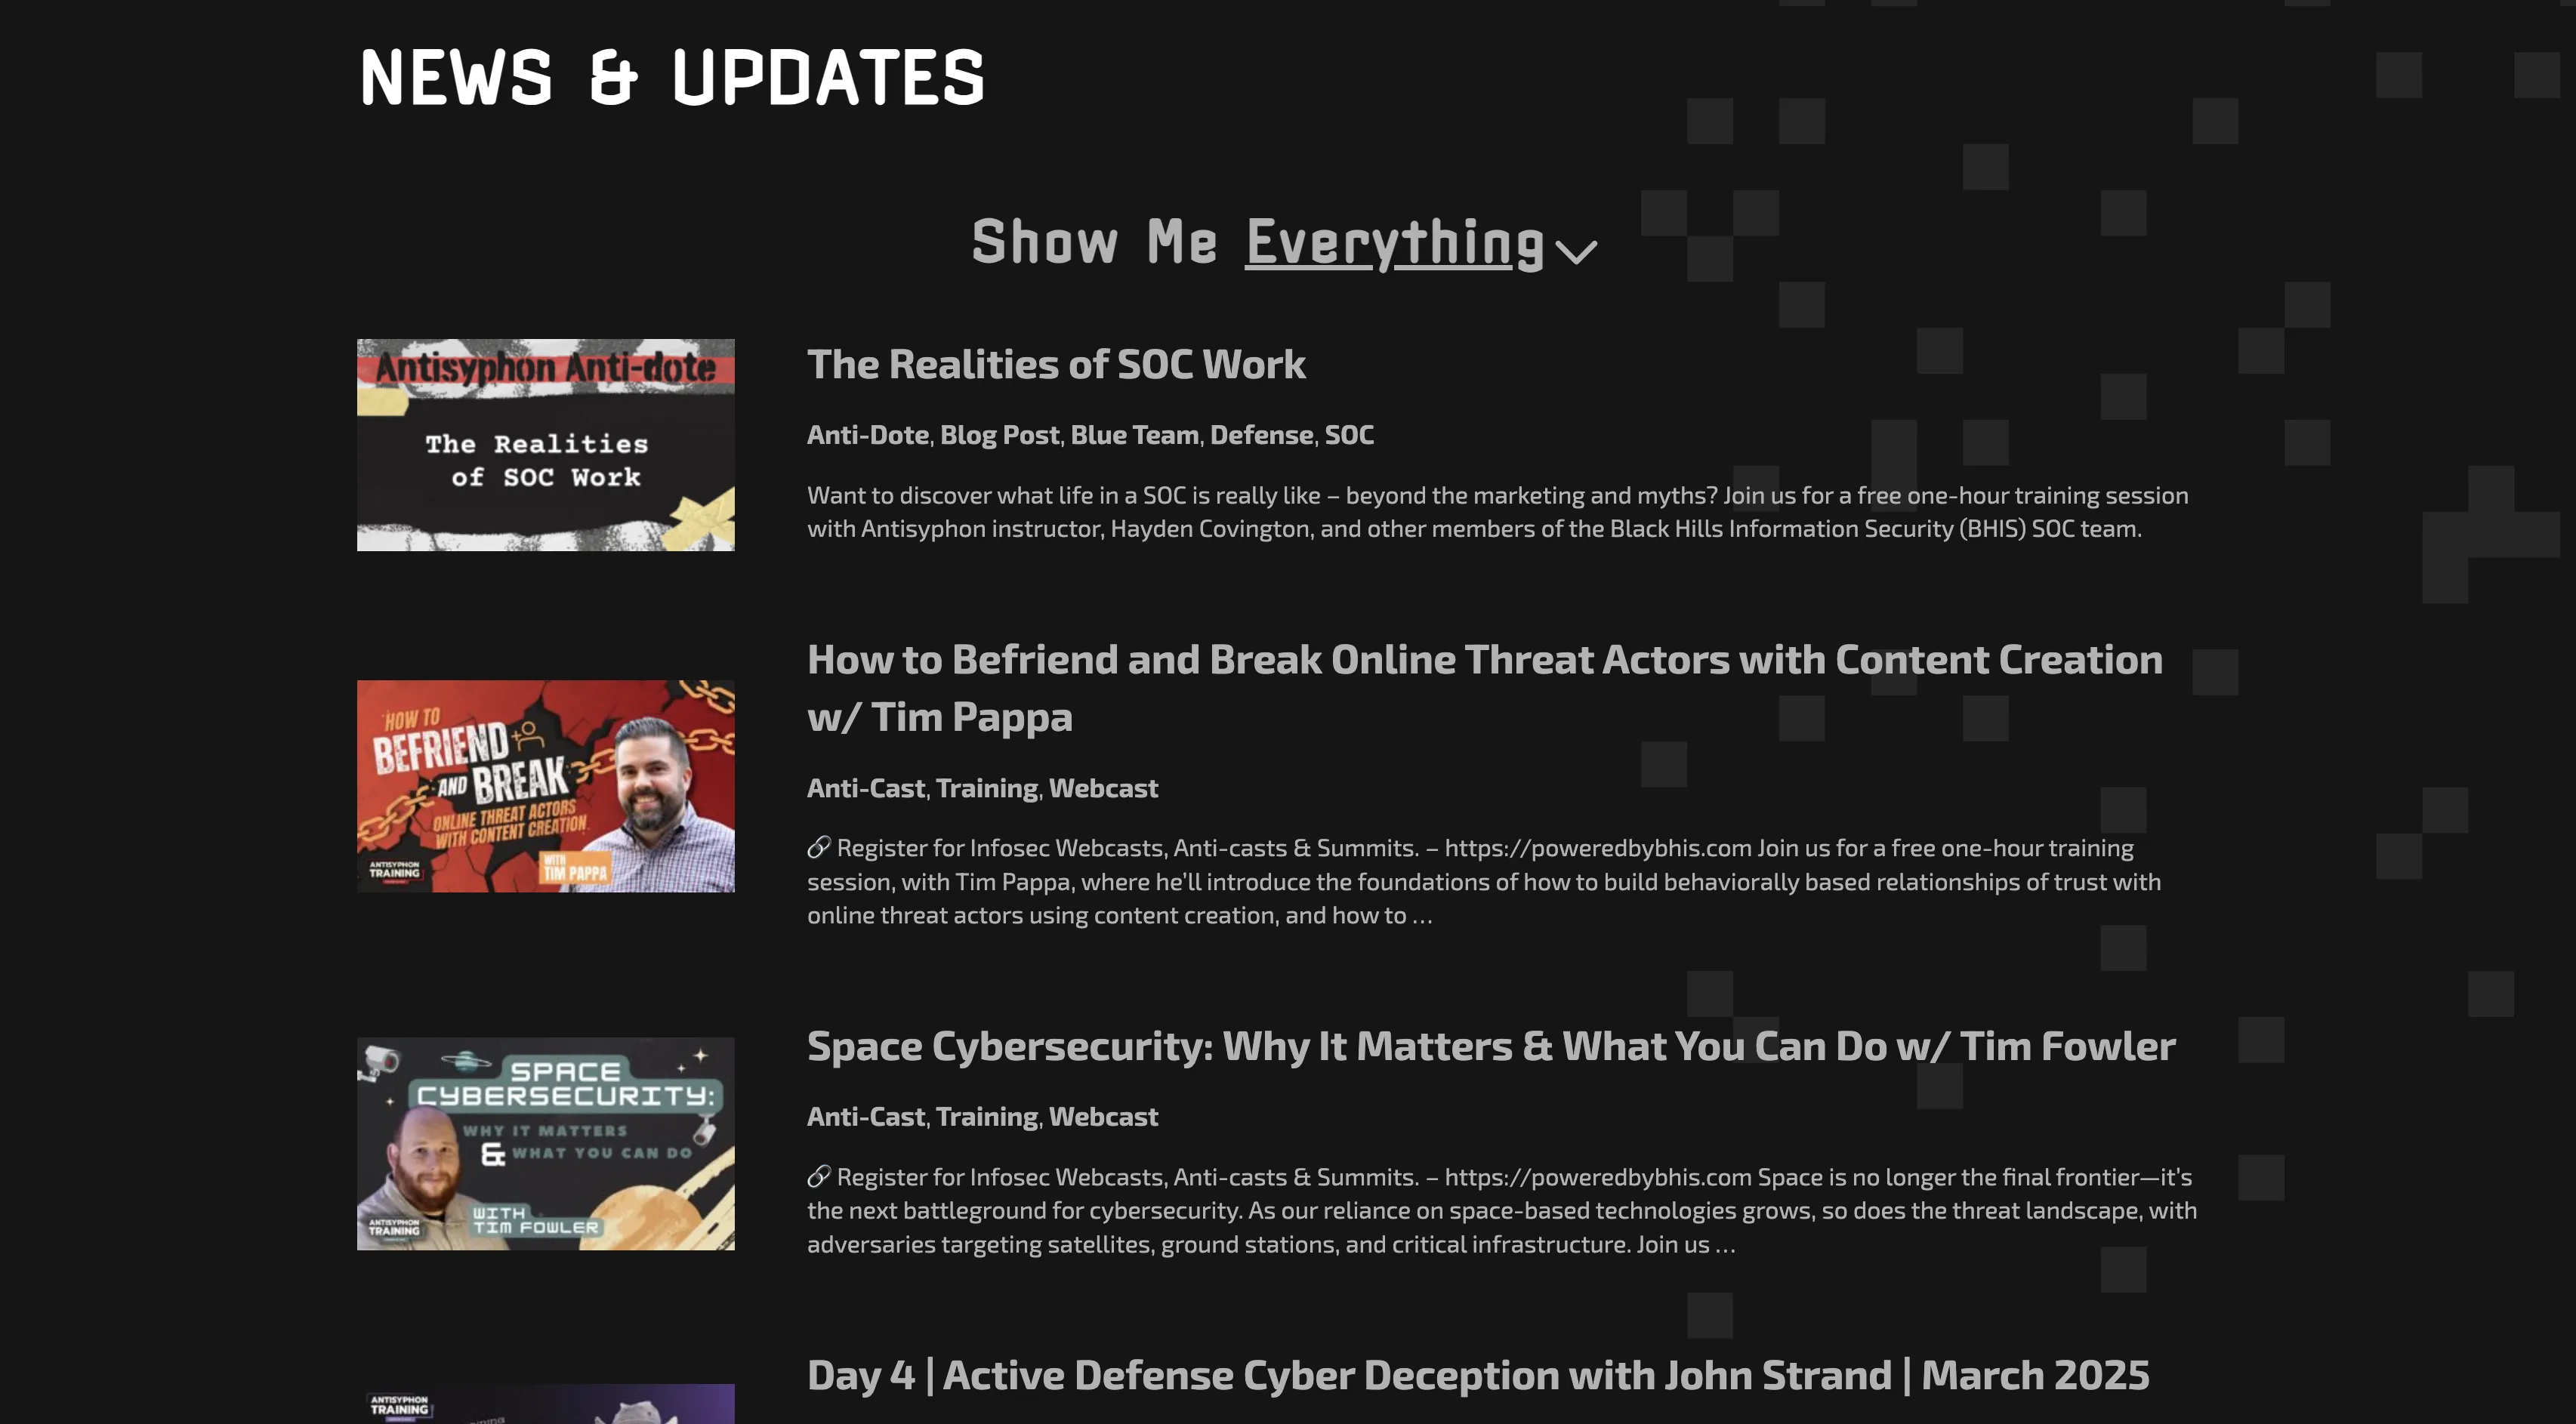 NEWS & UPDATES
Show Me Everything
Antisyphon Anti-dote
The Realities
of SOC Work
The Realities of SOC Work
Anti-Dote, Blog Post, Blue Team, Defense, SOC
Want to discover what life in a SOC is really like – beyond the marketing and myths? Join us for a free one-hour training session
with Antisyphon instructor, Hayden Covington, and other members of the Black Hills Information Security (BHIS) SOC team.
HOW TO
BEFRIEND
AND BREAK
ONLINE THREAT ACTORS
WITH CONTENT CREATION
WITH
TIM PAPPA
ANTISYPHON
TRAINING
How to Befriend and Break Online Threat Actors with Content Creation
w/ Tim Pappa
Anti-Cast, Training, Webcast
🔗 Register for Infosec Webcasts, Anti-casts & Summits. – https://poweredbybhis.com Join us for a free one-hour training
session, with Tim Pappa, where he’ll introduce the foundations of how to build behaviorally based relationships of trust with
online threat actors using content creation, and how to …
SPACE
CYBERSECURITY:
WHY IT MATTERS
& WHAT YOU CAN DO
WITH
TIM FOWLER
ANTISYPHON
TRAINING
Space Cybersecurity: Why It Matters & What You Can Do w/ Tim Fowler
Anti-Cast, Training, Webcast
🔗 Register for Infosec Webcasts, Anti-casts & Summits. – https://poweredbybhis.com Space is no longer the final frontier—it’s
the next battleground for cybersecurity. As our reliance on space-based technologies grows, so does the threat landscape, with
adversaries targeting satellites, ground stations, and critical infrastructure. Join us …
ANTISYPHON
TRAINING
Day 4 | Active Defense Cyber Deception with John Strand | March 2025